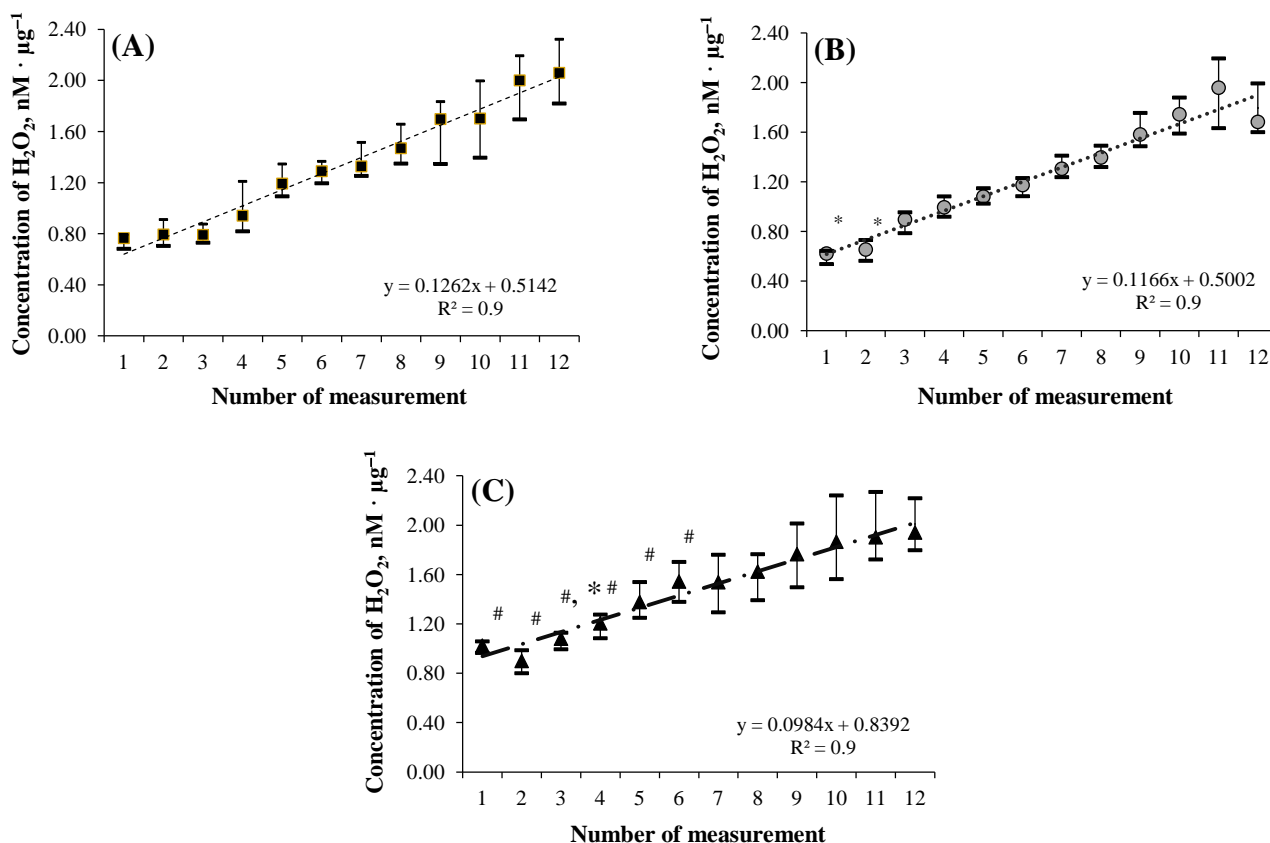 Concentration of H₂O₂, nM · µg⁻¹
(A)
2.40
2.00
1.60
1.20
0.80
0.40
0.00
y = 0.1262x + 0.5142
R² = 0.9
1 2 3 4 5 6 7 8 9 10 11 12
Number of measurement
Concentration of H₂O₂, nM · µg⁻¹
(B)
2.40
2.00
1.60
1.20
0.80
0.40
0.00
* *
y = 0.1166x + 0.5002
R² = 0.9
1 2 3 4 5 6 7 8 9 10 11 12
Number of measurement
Concentration of H₂O₂, nM · µg⁻¹
(C)
2.40
2.00
1.60
1.20
0.80
0.40
0.00
# # #, * # # #
y = 0.0984x + 0.8392
R² = 0.9
1 2 3 4 5 6 7 8 9 10 11 12
Number of measurement